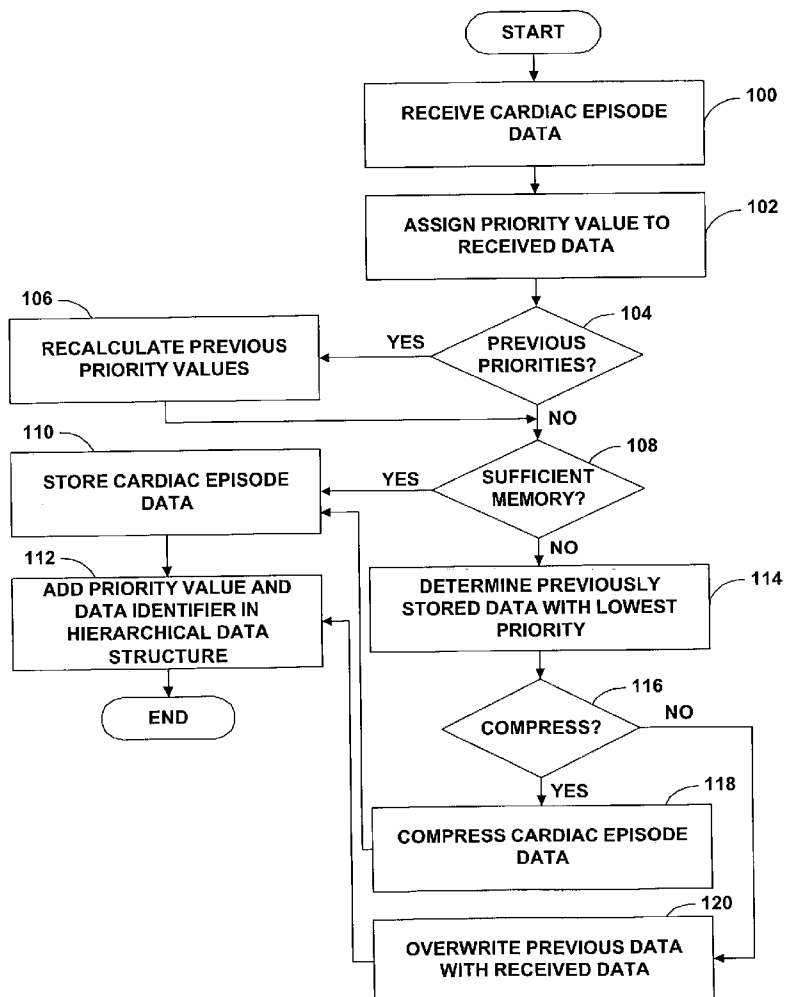 START
100
RECEIVE CARDIAC EPISODE
DATA
102
ASSIGN PRIORITY VALUE TO
RECEIVED DATA
104
PREVIOUS
PRIORITIES?
YES
106
RECALCULATE PREVIOUS
PRIORITY VALUES
NO
108
SUFFICIENT
MEMORY?
YES
110
STORE CARDIAC EPISODE
DATA
112
ADD PRIORITY VALUE AND
DATA IDENTIFIER IN
HIERARCHICAL DATA
STRUCTURE
END
NO
114
DETERMINE PREVIOUSLY
STORED DATA WITH LOWEST
PRIORITY
116
COMPRESS?
NO
YES
118
COMPRESS CARDIAC EPISODE
DATA
120
OVERWRITE PREVIOUS DATA
WITH RECEIVED DATA